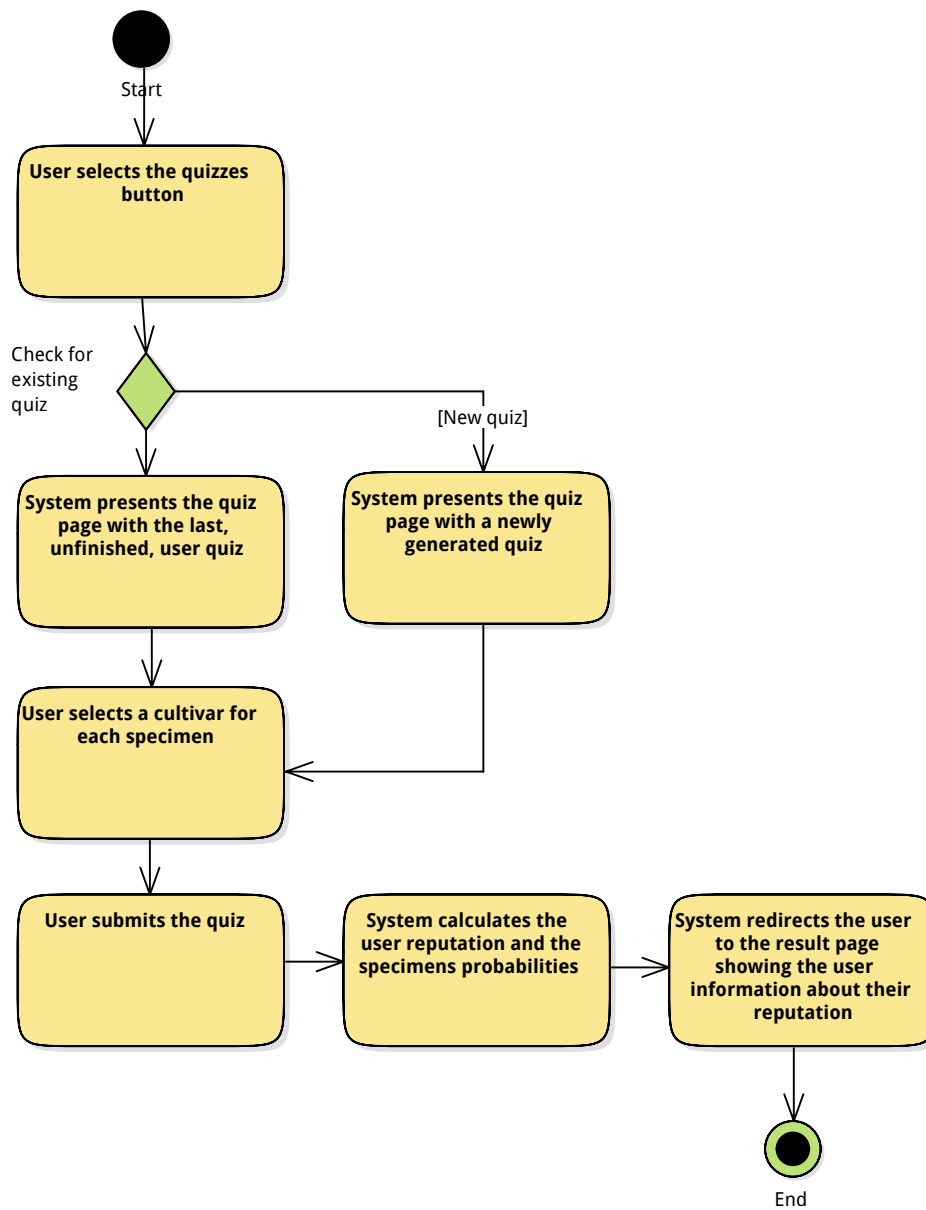 Start
User selects the quizzes
button
Check for
existing
quiz
[New quiz]
System presents the quiz
page with the last,
unfinished, user quiz
System presents the quiz
page with a newly
generated quiz
User selects a cultivar for
each specimen
User submits the quiz
System calculates the
user reputation and the
specimens probabilities
System redirects the user
to the result page
showing the user
information about their
reputation
End